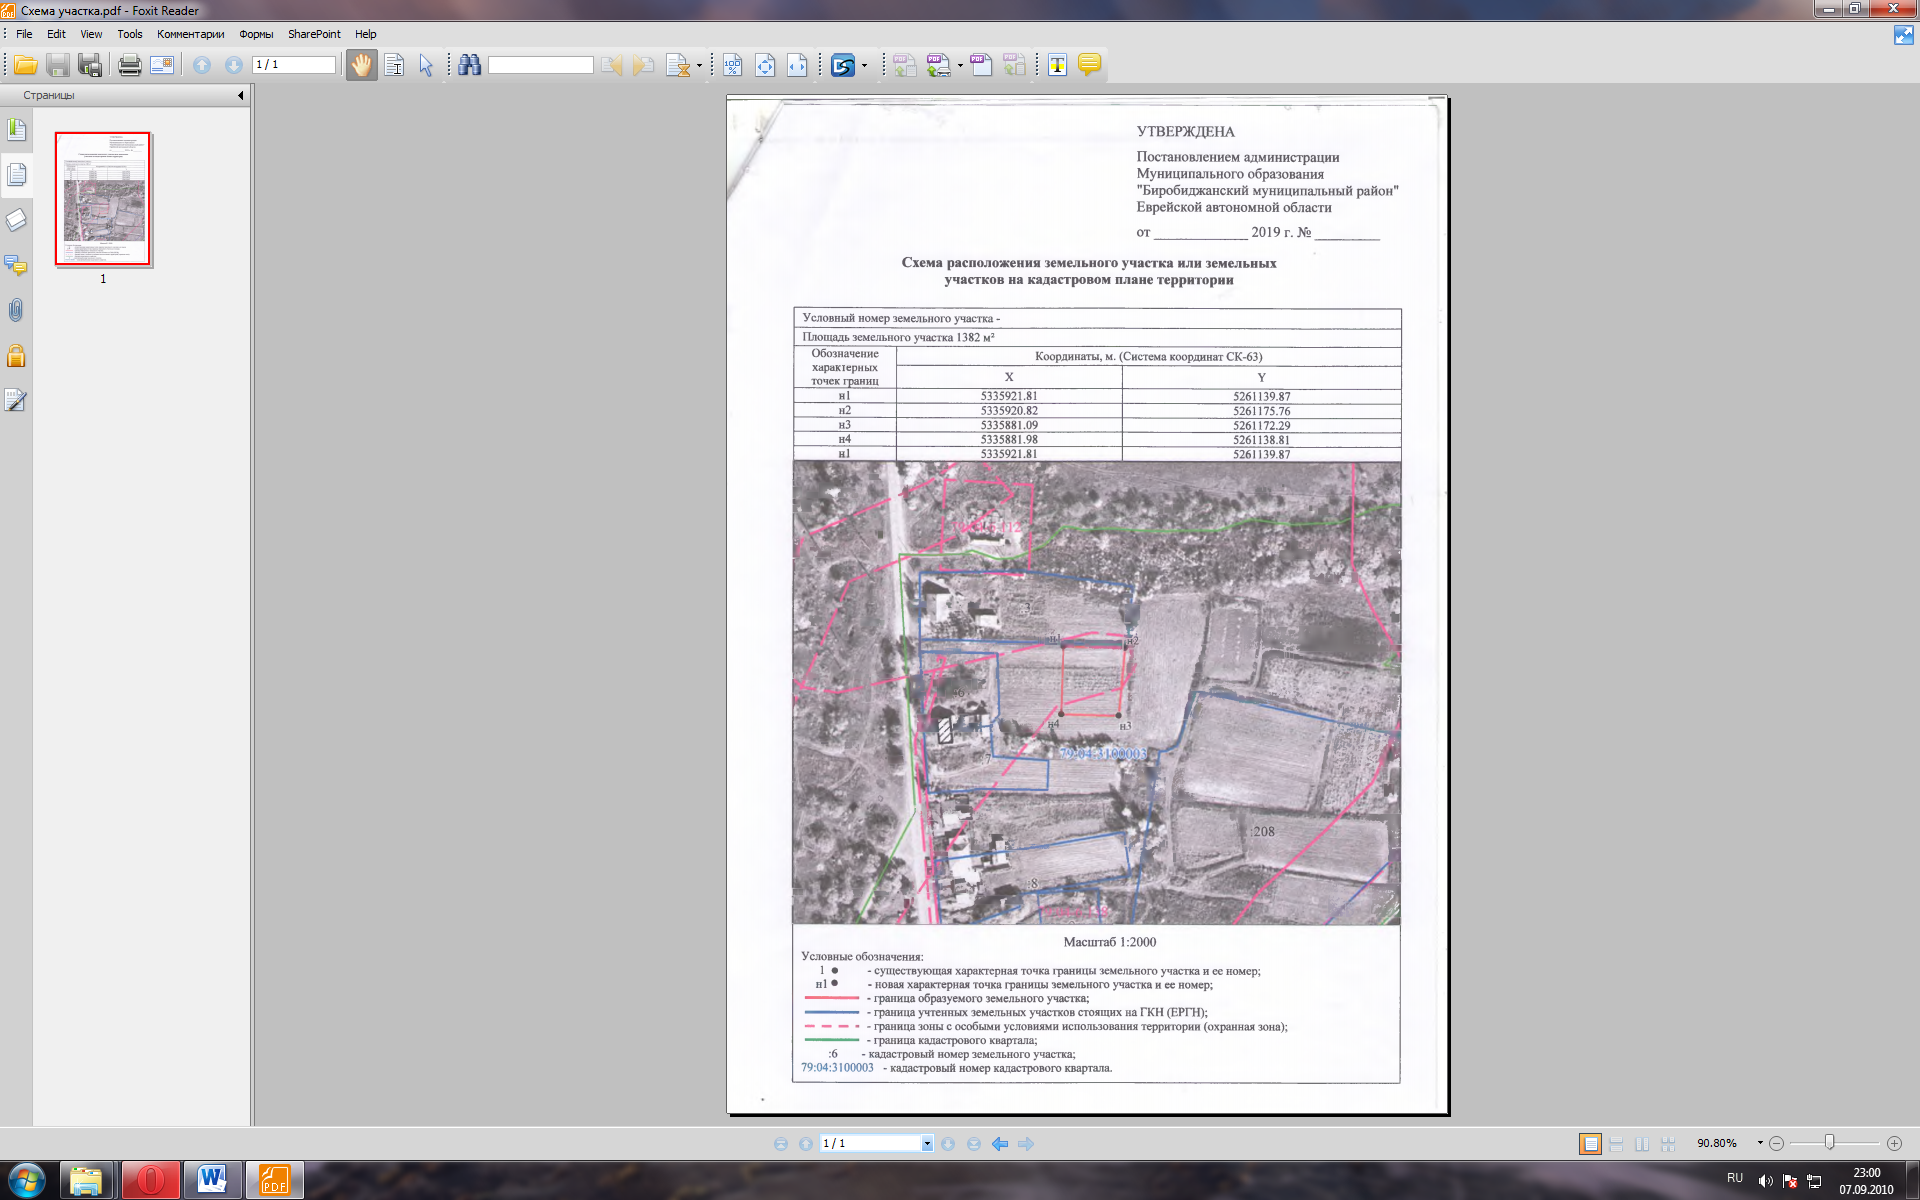 Схема участка.pdf - Foxit Reader
File Edit View Tools Комментарии Формы SharePoint Help
1 / 1
Страницы
1
УТВЕРЖДЕНА
Постановлением администрации
Муниципального образования
"Биробиджанский муниципальный район"
Еврейской автономной области
от _____________ 2019 г. № _________
Схема расположения земельного участка или земельных
участков на кадастровом плане территории
Условный номер земельного участка -
Площадь земельного участка 1382 м²
Обозначение характерных точек границ
Координаты, м. (Система координат СК-63)
X Y
н1 5335921.81 5261139.87
н2 5335920.82 5261175.76
н3 5335881.09 5261172.29
н4 5335881.98 5261138.81
н1 5335921.81 5261139.87
:3
н1 н2
:6
н4 н3
79:04:3100003
:7
:208
:8
Масштаб 1:2000
Условные обозначения:
1 - существующая характерная точка границы земельного участка и ее номер;
н1 - новая характерная точка границы земельного участка и ее номер;
- граница образуемого земельного участка;
- граница учтенных земельных участков стоящих на ГКН (ЕРГН);
- граница зоны с особыми условиями использования территории (охранная зона);
- граница кадастрового квартала;
:6 - кадастровый номер земельного участка;
79:04:3100003 - кадастровый номер кадастрового квартала.
1 / 1
90.80%
RU
23:00
07.09.2010